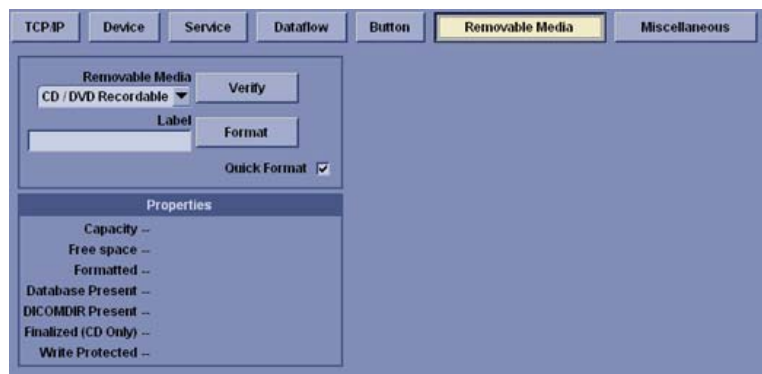 TCP/IP Device Service Dataflow Button Removable Media Miscellaneous
Removable Media
CD / DVD Recordable Verify
Label
Format
Quick Format
Properties
Capacity --
Free space --
Formatted --
Database Present --
DICOMDIR Present --
Finalized (CD Only) --
Write Protected --